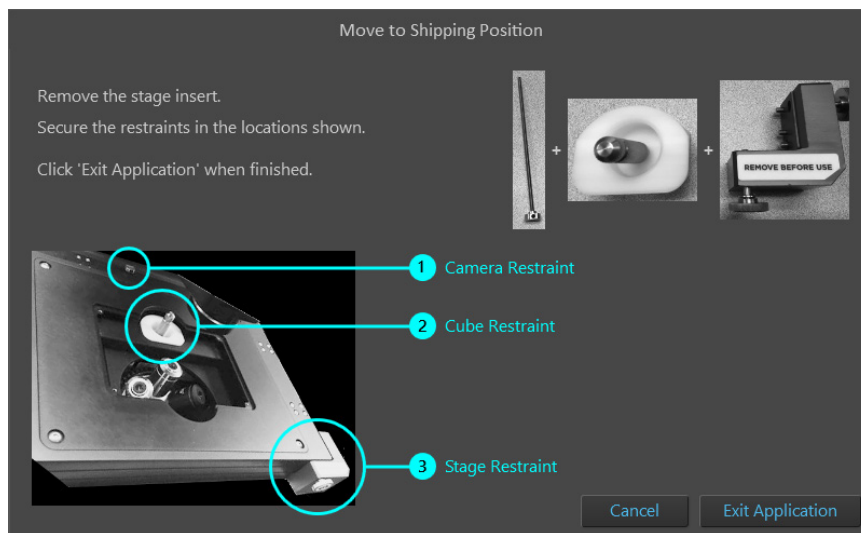 Move to Shipping Position
Remove the stage insert.
Secure the restraints in the locations shown.
Click 'Exit Application' when finished.
+
+
REMOVE BEFORE USE
1 Camera Restraint
2 Cube Restraint
3 Stage Restraint
Cancel
Exit Application